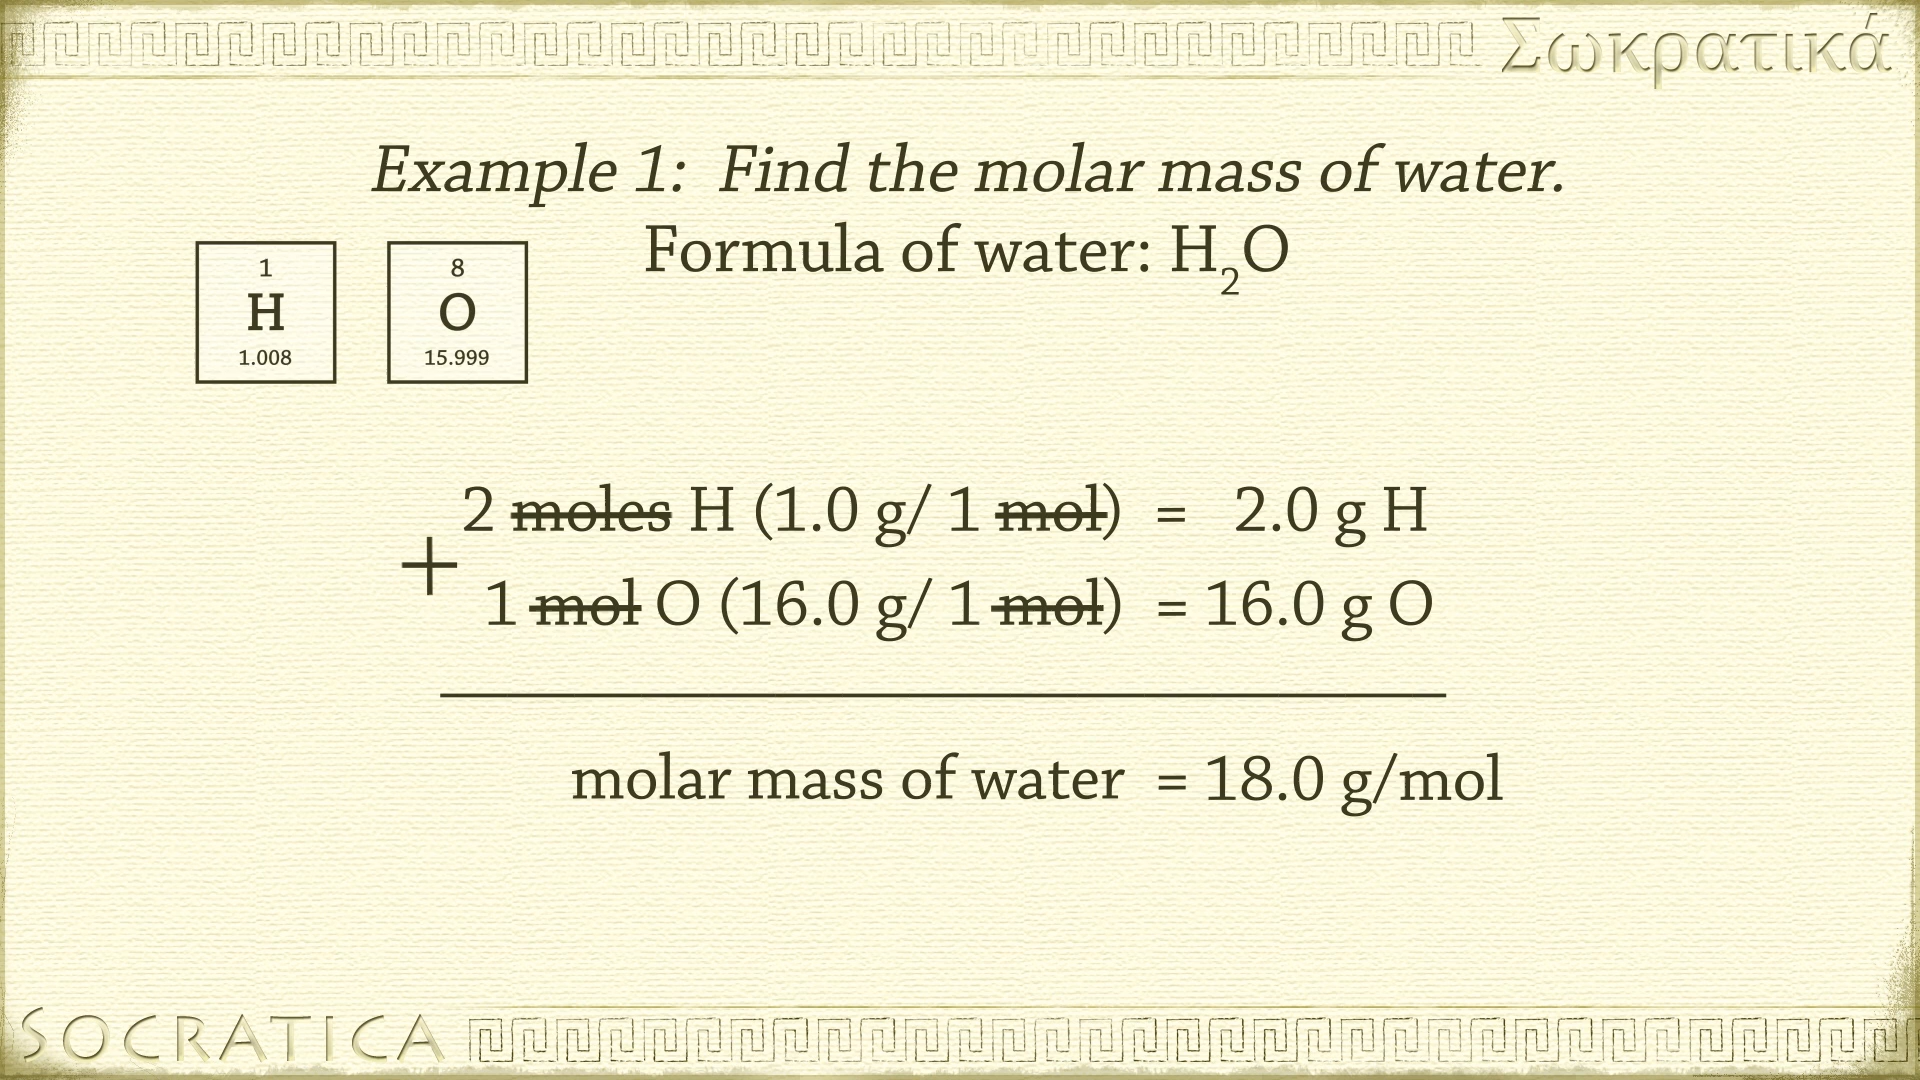 Σωκρατικά
Example 1: Find the molar mass of water.
Formula of water: H₂O
1
H
1.008
8
O
15.999
2 moles H (1.0 g/ 1 mol) = 2.0 g H
+
1 mol O (16.0 g/ 1 mol) = 16.0 g O
molar mass of water = 18.0 g/mol
SOCRATICA